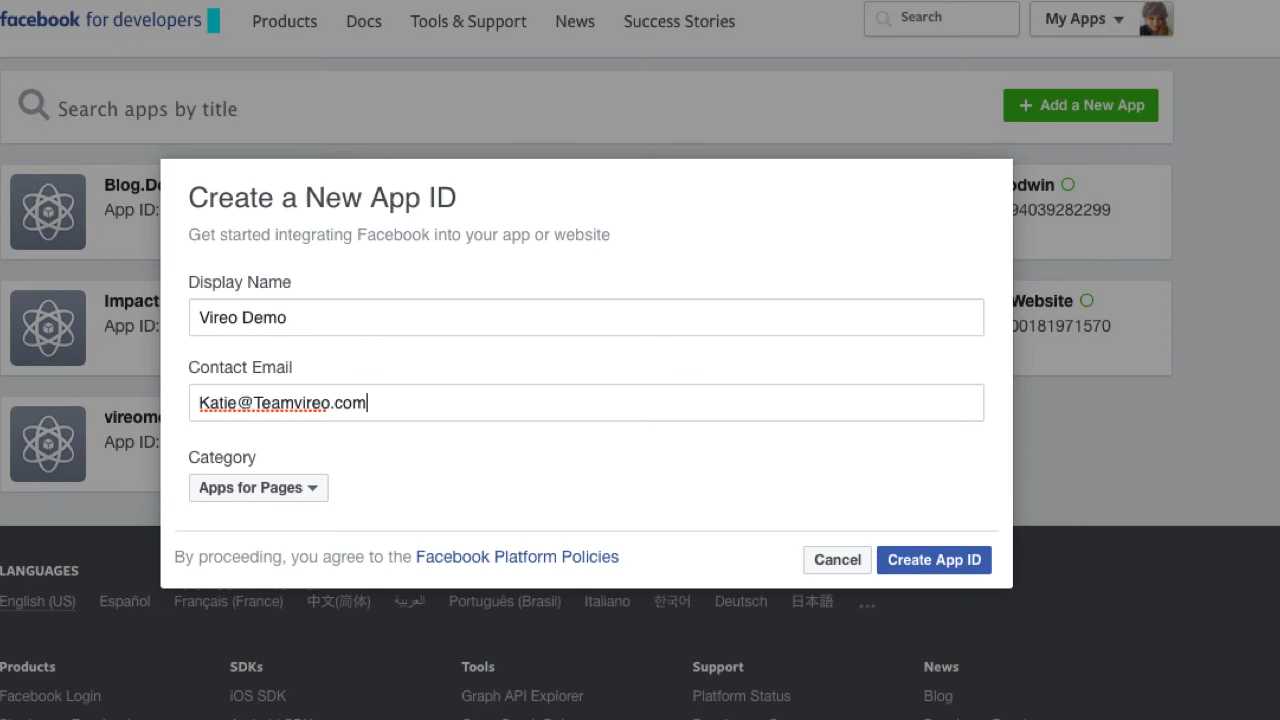 facebook for developers Products Docs Tools & Support News Success Stories Search My Apps
Search apps by title
+ Add a New App
Create a New App ID
Get started integrating Facebook into your app or website
Display Name
Vireo Demo
Contact Email
Katie@Teamvireo.com
Category
Apps for Pages
By proceeding, you agree to the Facebook Platform Policies
Cancel Create App ID
App ID:
94039282299
Impact
Website
App ID:
00181971570
App ID:
LANGUAGES
English (US) Español Français (France) 中文(简体) العربية Português (Brasil) Italiano 한국어 Deutsch 日本語 ...
Products SDKs Tools Support News
Facebook Login iOS SDK Graph API Explorer Platform Status Blog